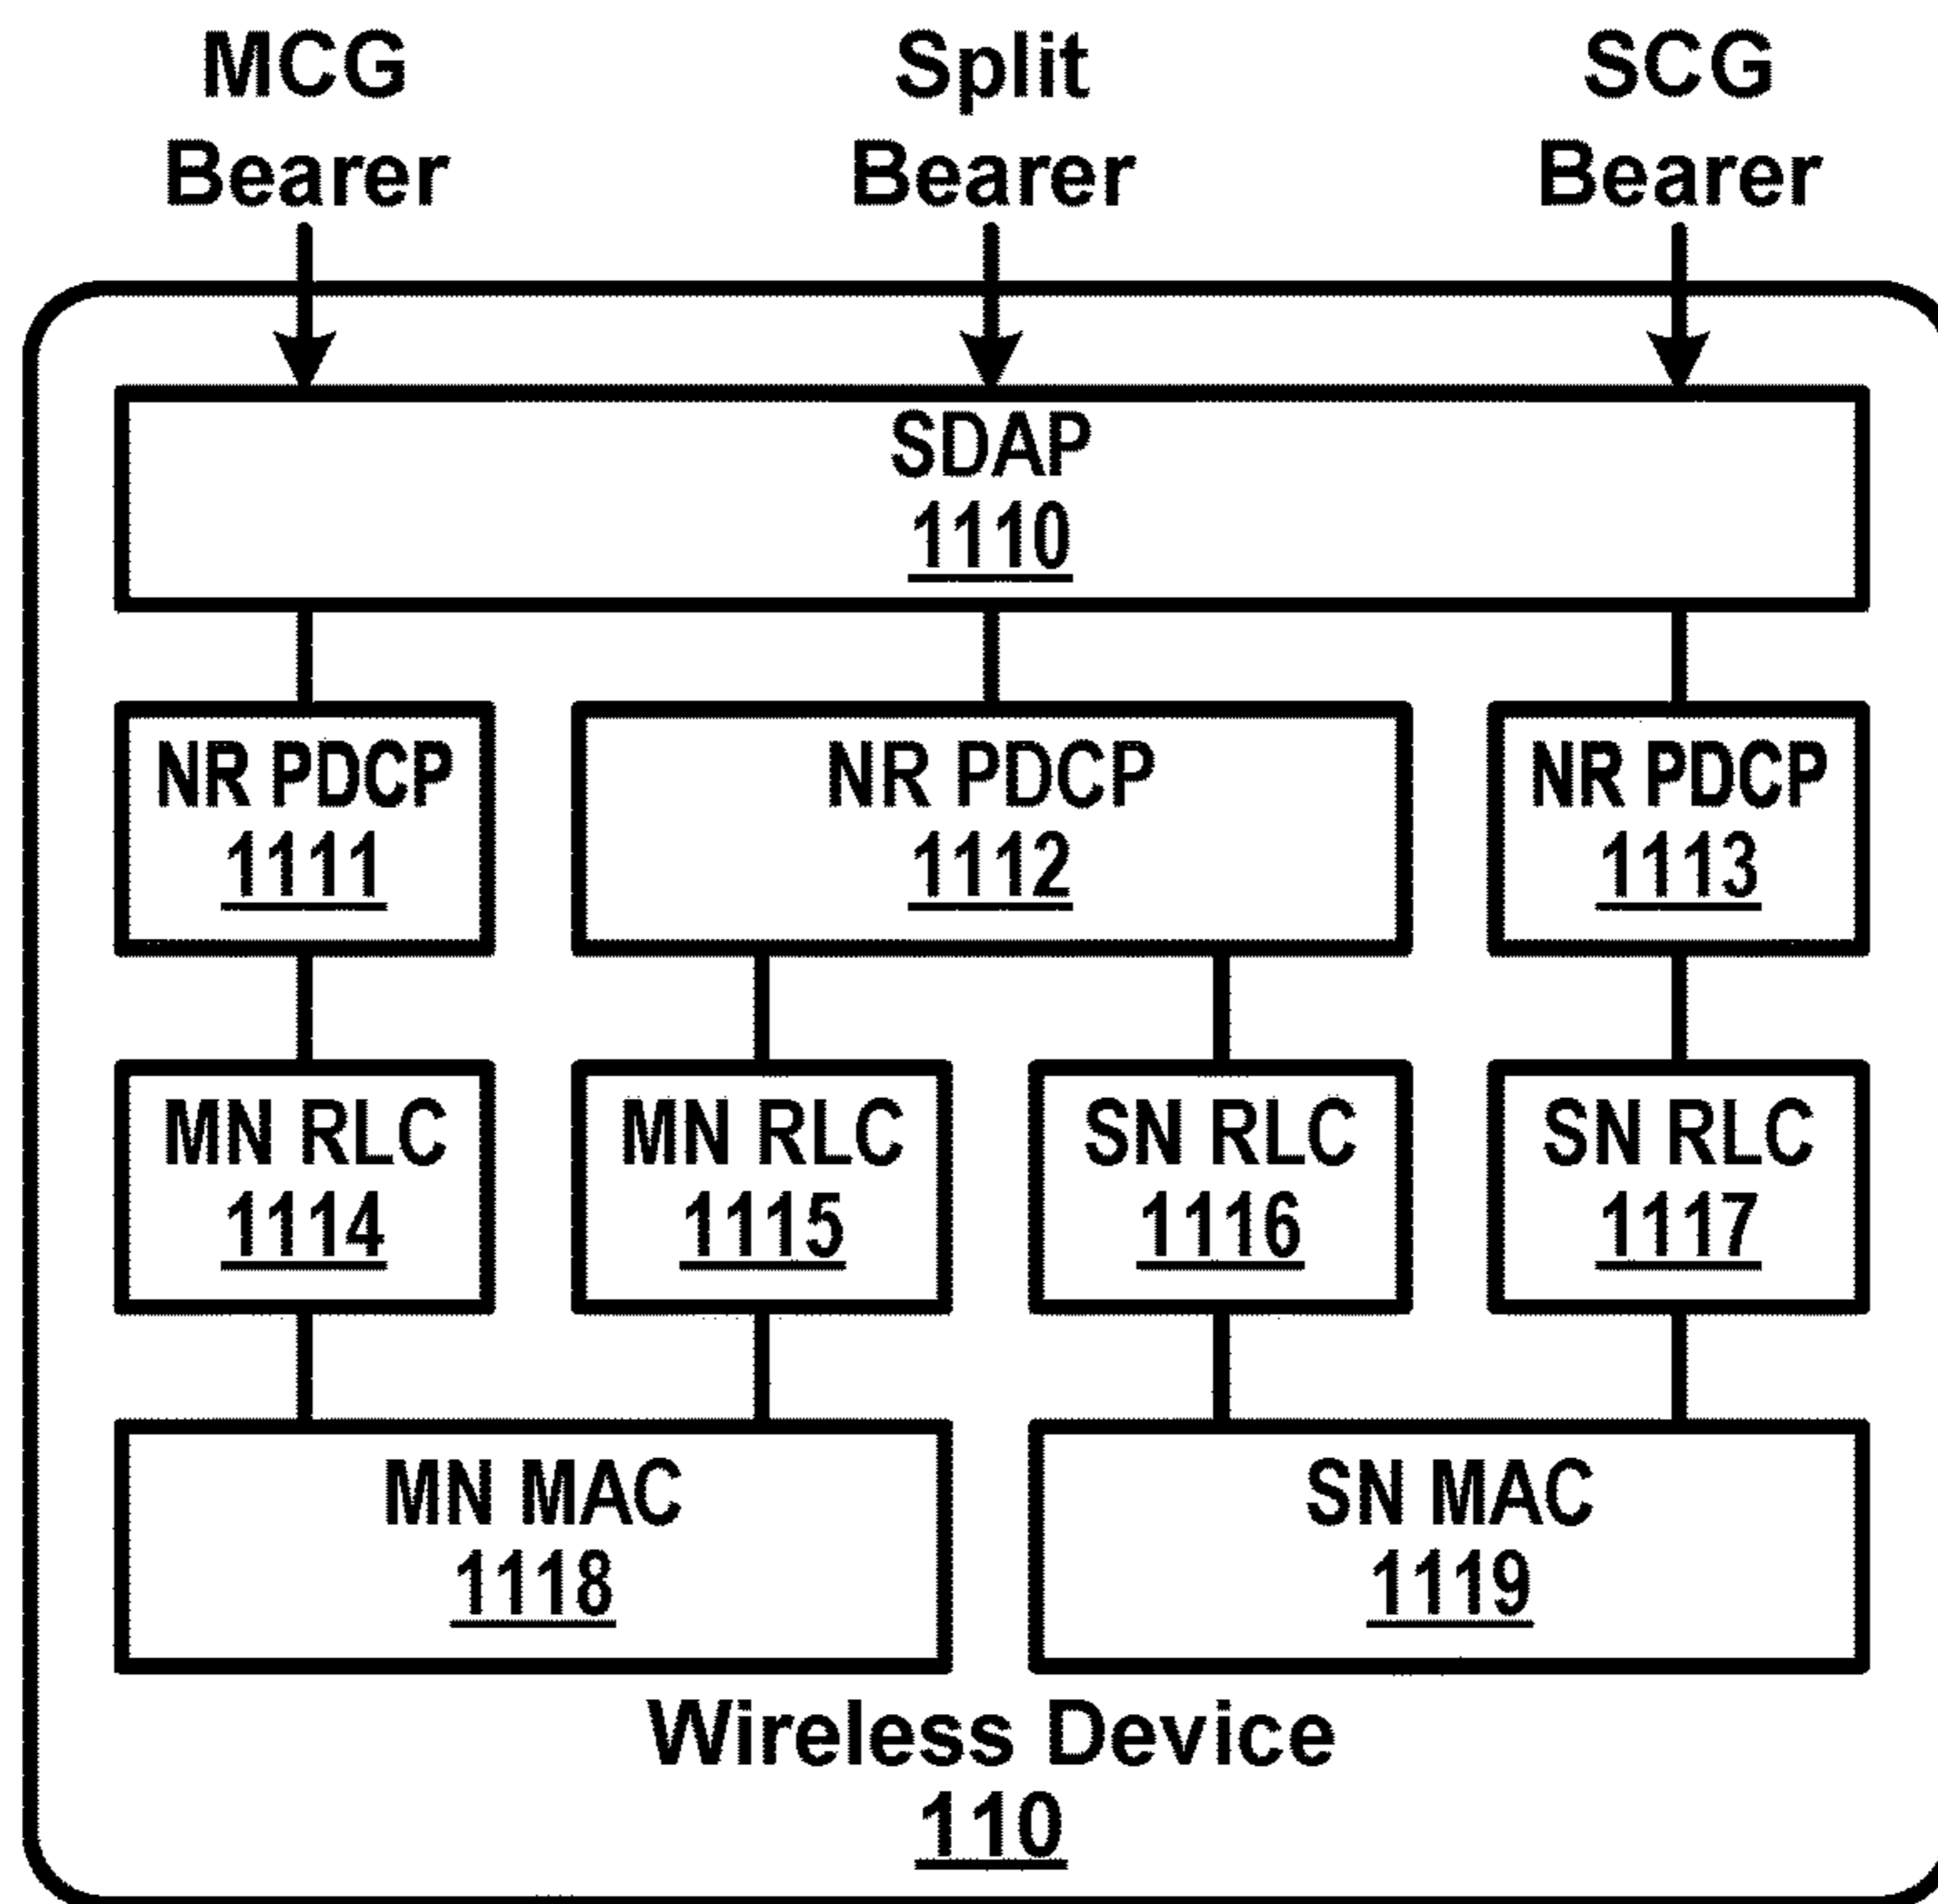 MCG Split SCG
Bearer Bearer Bearer
SDAP
1110
NR PDCP NR PDCP NR PDCP
1111 1112 1113
MN RLC MN RLC SN RLC SN RLC
1114 1115 1116 1117
MN MAC SN MAC
1118 1119
Wireless Device
110